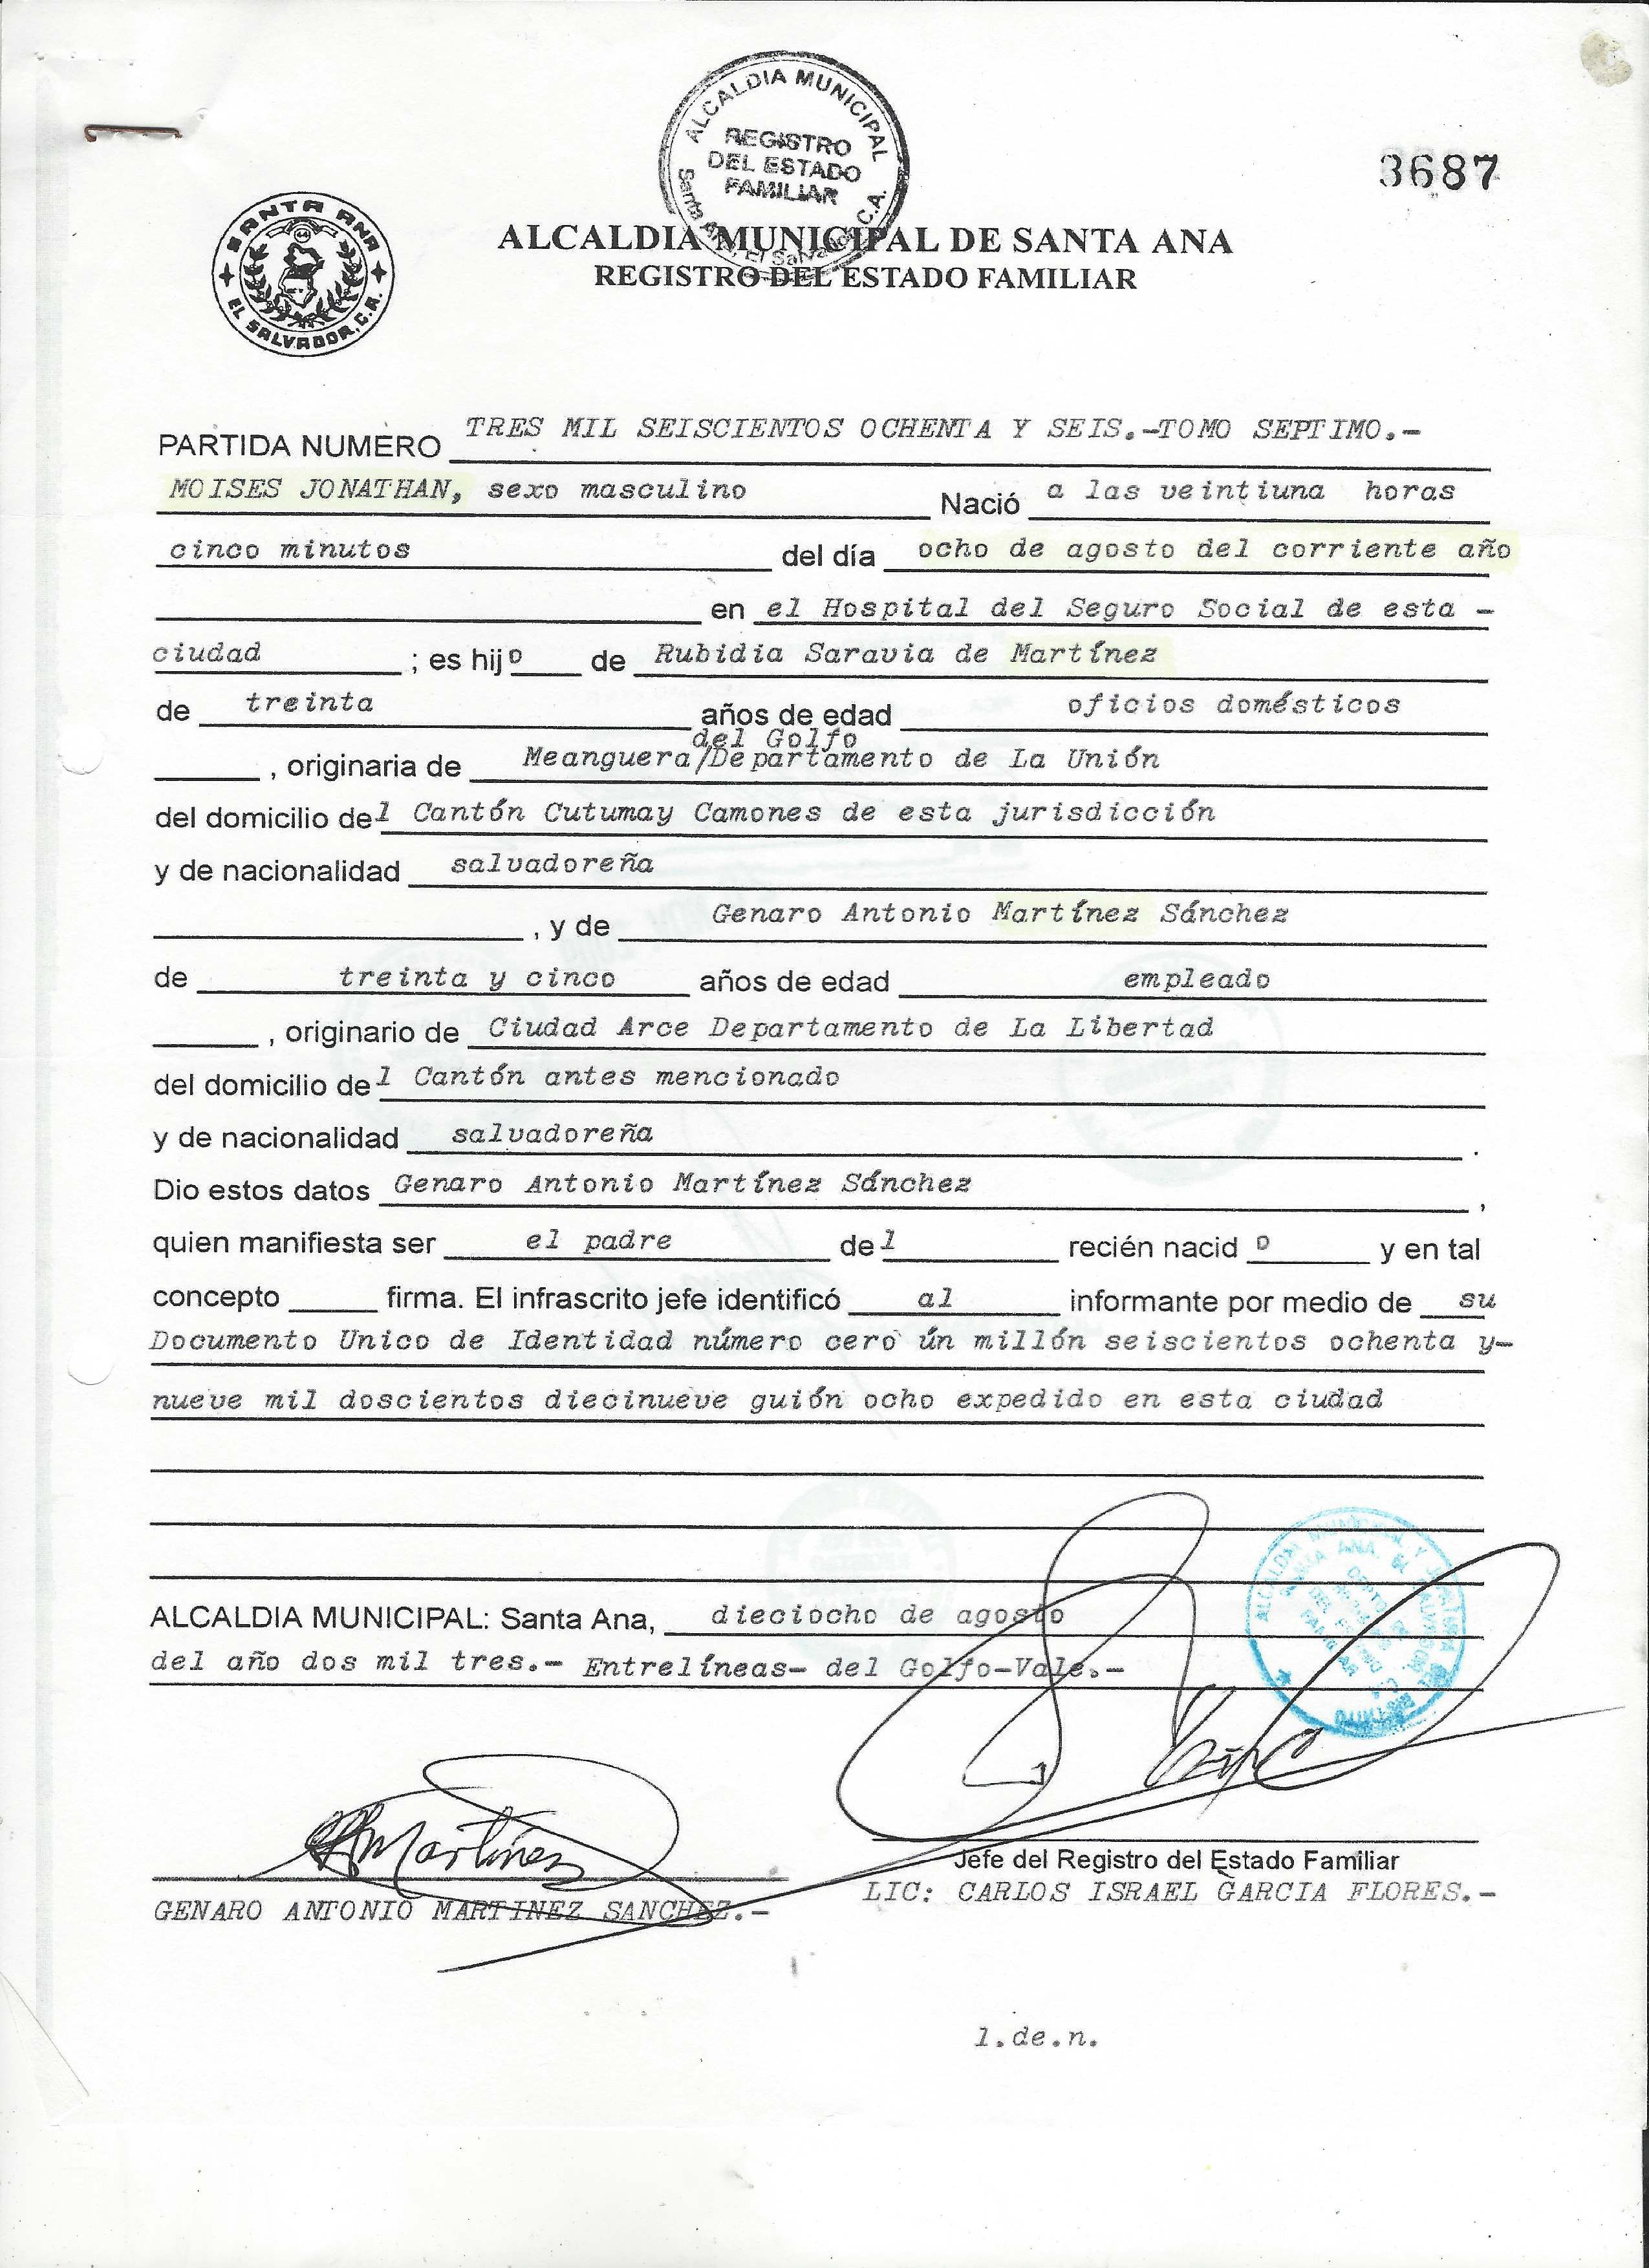 ALCALDIA MUNICIPAL
REGISTRO
DEL ESTADO
FAMILIAR
Santa Ana, El Salvador, C.A.
3687
SANTA ANA
EL SALVADOR, C.A.
ALCALDIA MUNICIPAL DE SANTA ANA
REGISTRO DEL ESTADO FAMILIAR
PARTIDA NUMERO TRES MIL SEISCIENTOS OCHENTA Y SEIS.-TOMO SEPTIMO.-
MOISES JONATHAN, sexo masculino Nació a las veintiuna horas
cinco minutos del día ocho de agosto del corriente año
en el Hospital del Seguro Social de esta -
ciudad ; es hijo de Rubidia Saravia de Martínez
de treinta años de edad oficios domésticos
del Golfo
, originaria de Meanguera/Departamento de La Unión
del domicilio del Cantón Cutumay Camones de esta jurisdicción
y de nacionalidad salvadoreña
, y de Genaro Antonio Martínez Sánchez
de treinta y cinco años de edad empleado
, originario de Ciudad Arce Departamento de La Libertad
del domicilio del Cantón antes mencionado
y de nacionalidad salvadoreña .
Dio estos datos Genaro Antonio Martínez Sánchez ,
quien manifiesta ser el padre del recién nacido y en tal
concepto firma. El infrascrito jefe identificó al informante por medio de su
Documento Unico de Identidad número cero ún millón seiscientos ochenta y-
nueve mil doscientos diecinueve guión ocho expedido en esta ciudad
ALCALDIA MUNICIPAL: Santa Ana, dieciocho de agosto
del año dos mil tres.- Entrelíneas- del Golfo-Vale.-
Martínez
Jefe del Registro del Estado Familiar
GENARO ANTONIO MARTINEZ SANCHEZ.-
LIC: CARLOS ISRAEL GARCIA FLORES.-
l.de.n.